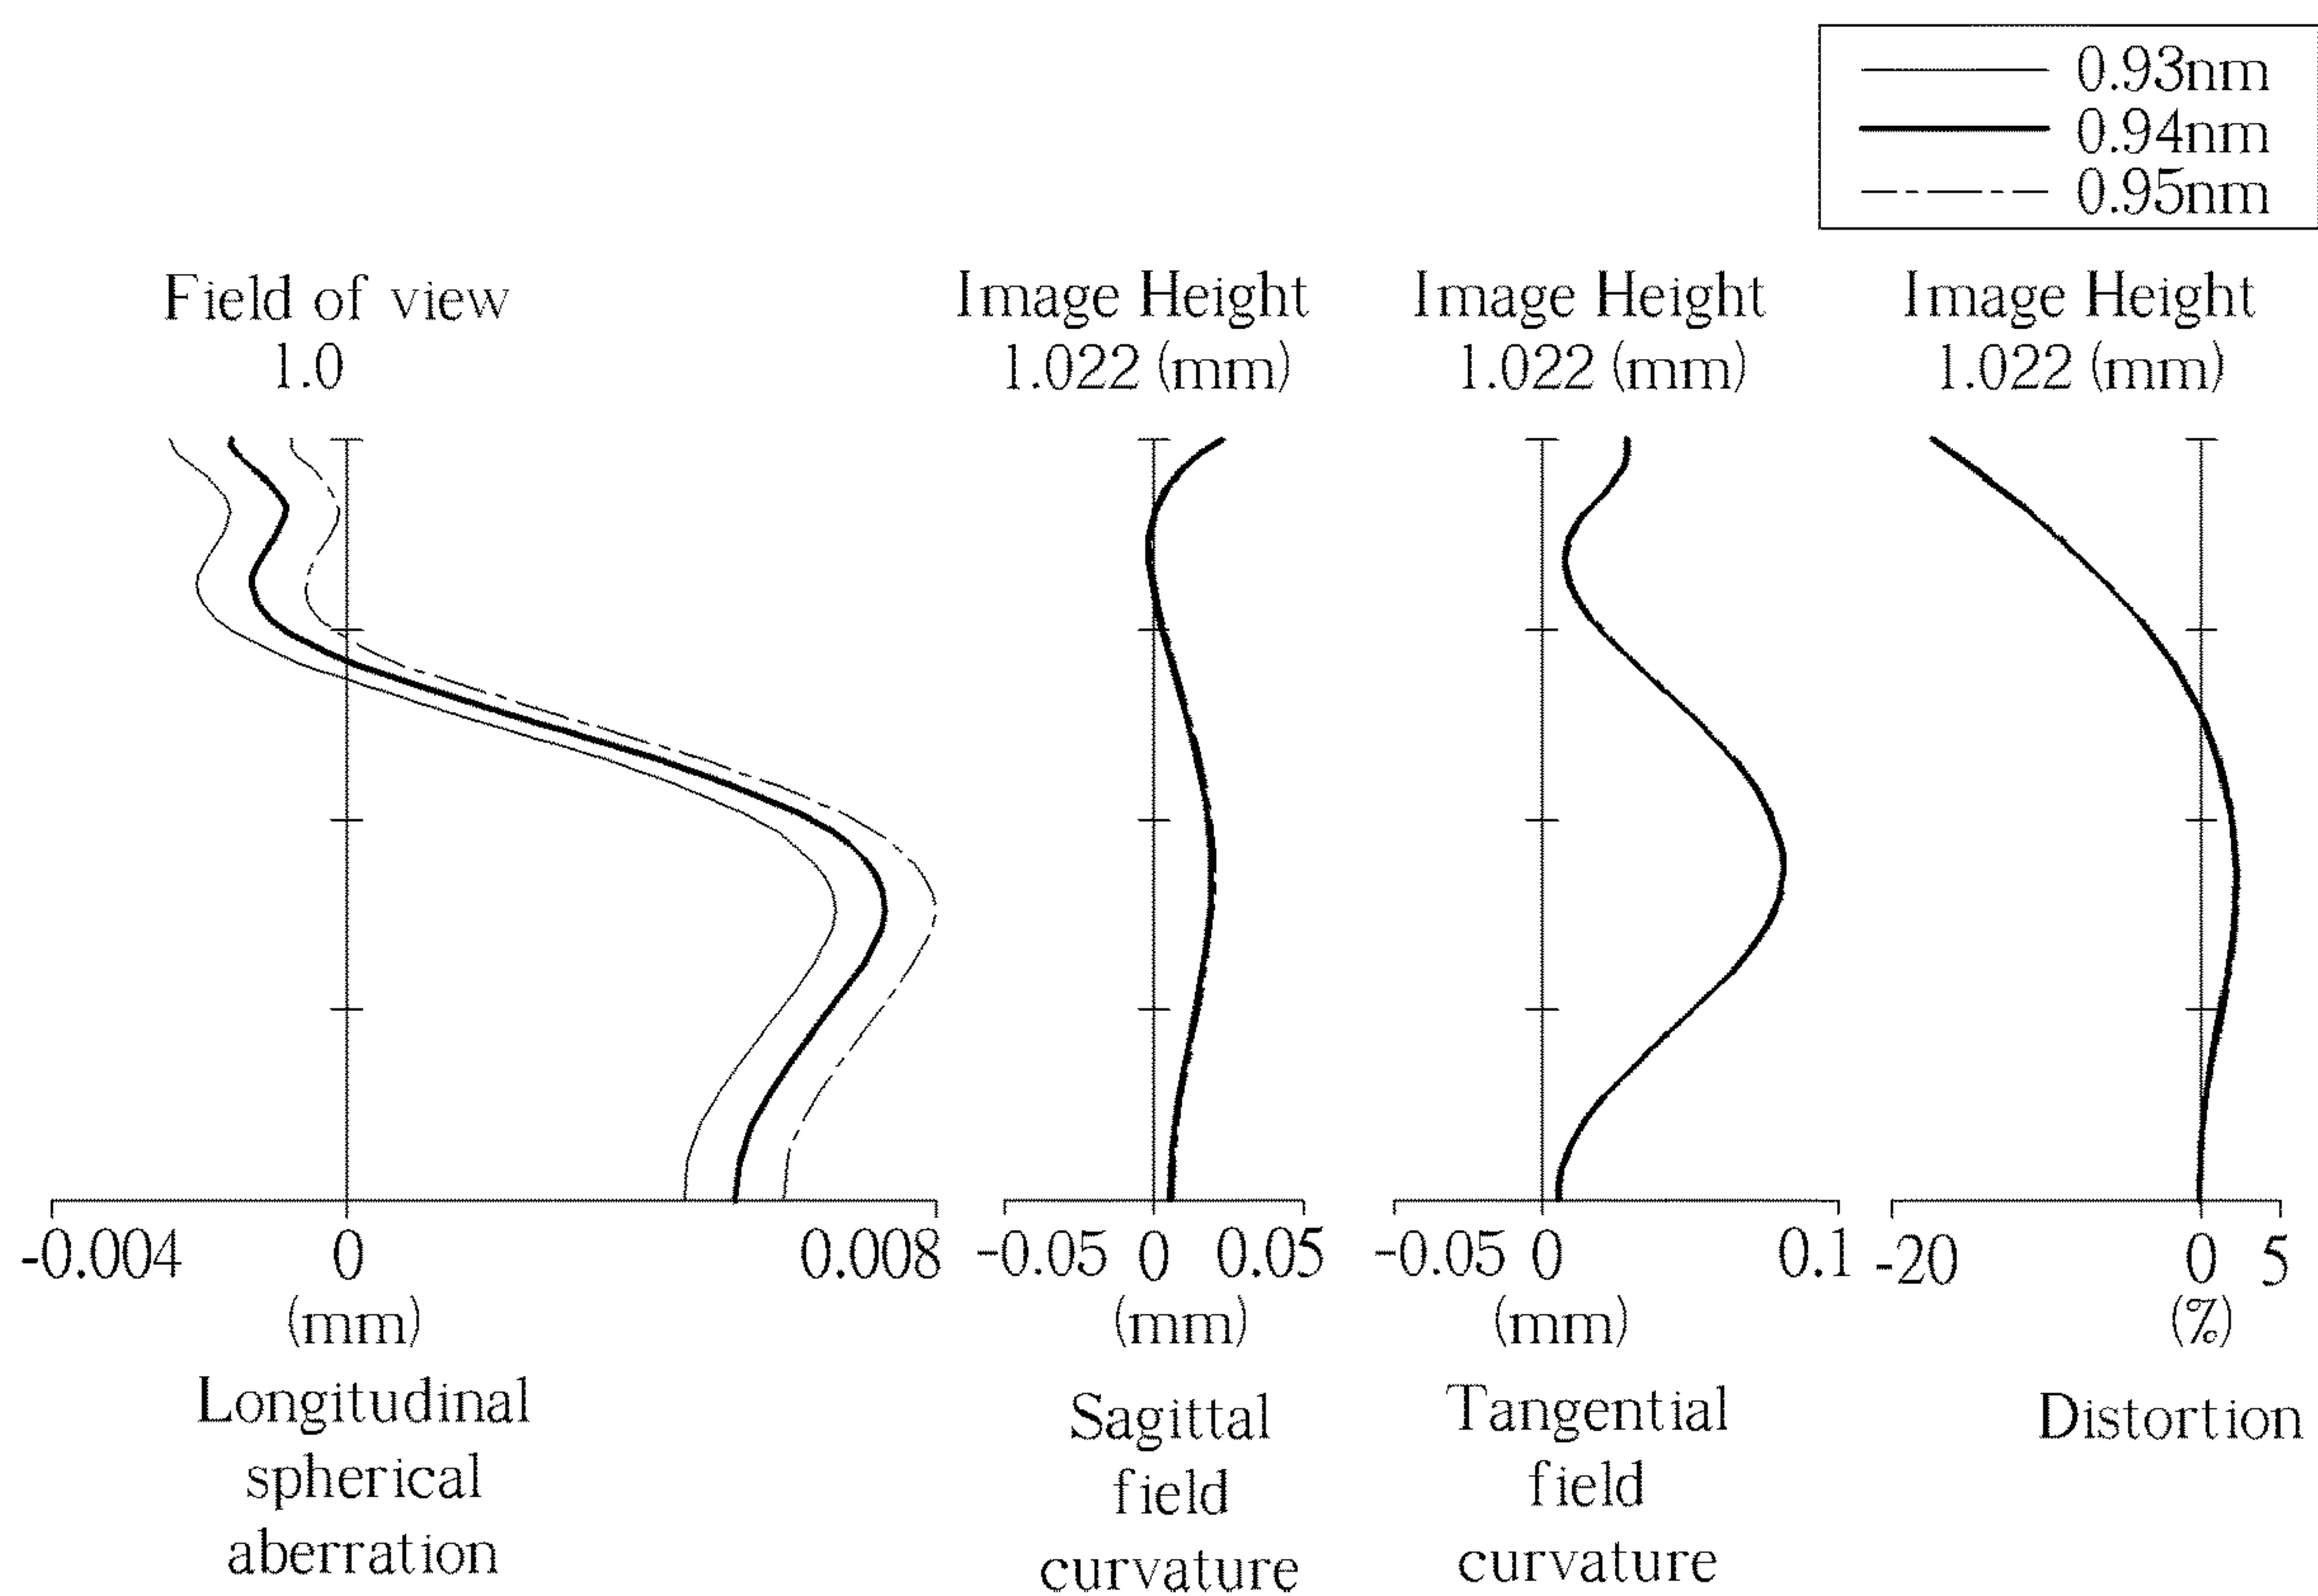 0.93nm
0.94nm
0.95nm
Field of view
1.0
Image Height
1.022 (mm)
Image Height
1.022 (mm)
Image Height
1.022 (mm)
-0.004 0 0.008
(mm)
Longitudinal
spherical
aberration
-0.05 0 0.05
(mm)
Sagittal
field
curvature
-0.05 0 0.1
(mm)
Tangential
field
curvature
-20 0 5
(%)
Distortion